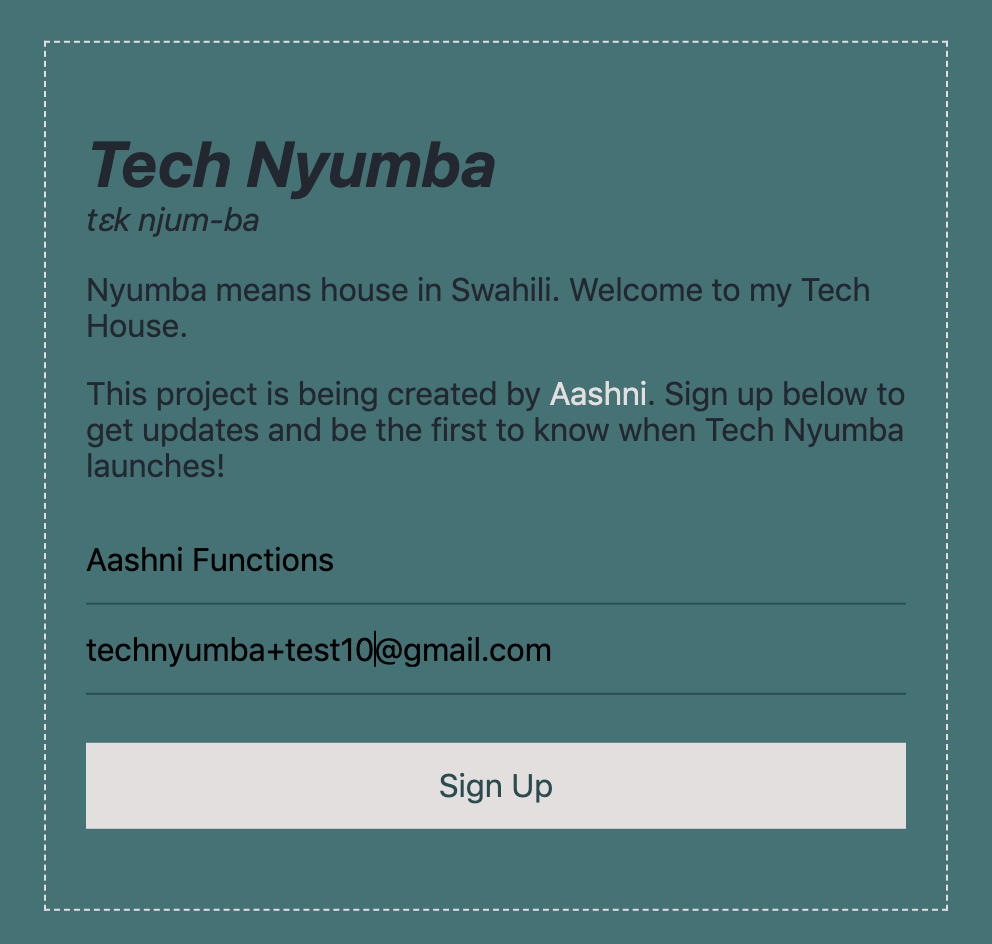 Tech Nyumba
tɛk njum-ba
Nyumba means house in Swahili. Welcome to my Tech
House.
This project is being created by Aashni. Sign up below to
get updates and be the first to know when Tech Nyumba
launches!
Aashni Functions
technyumba+test10@gmail.com
Sign Up